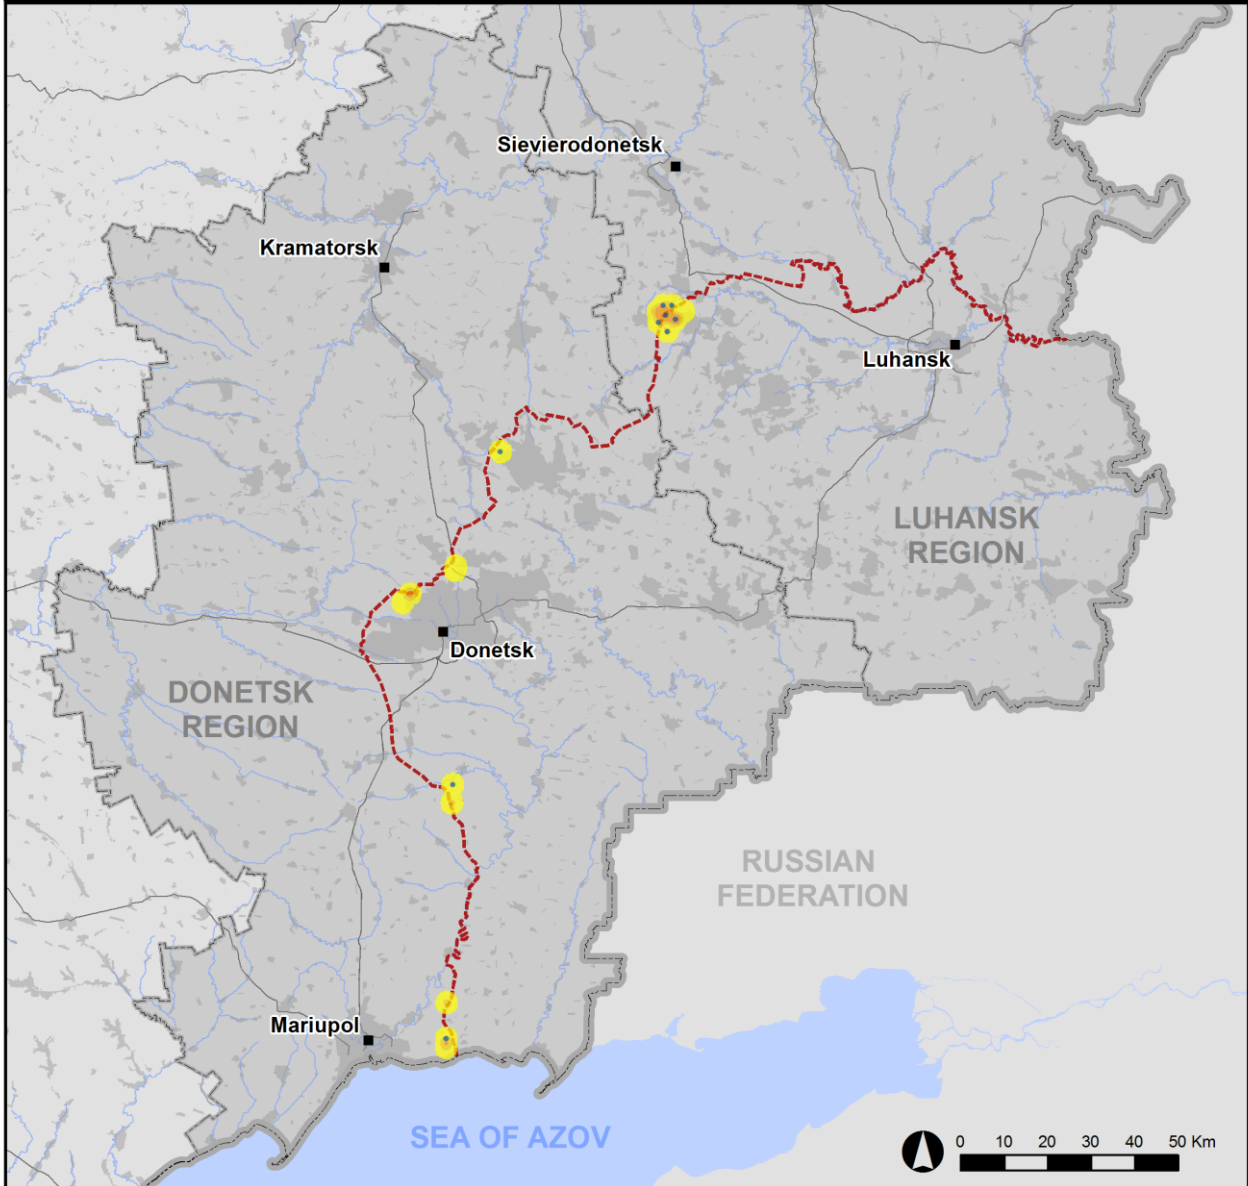 Sievierodonetsk
Kramatorsk
Luhansk
LUHANSK
REGION
Donetsk
DONETSK
REGION
RUSSIAN
FEDERATION
Mariupol
SEA OF AZOV
0 10 20 30 40 50 Km